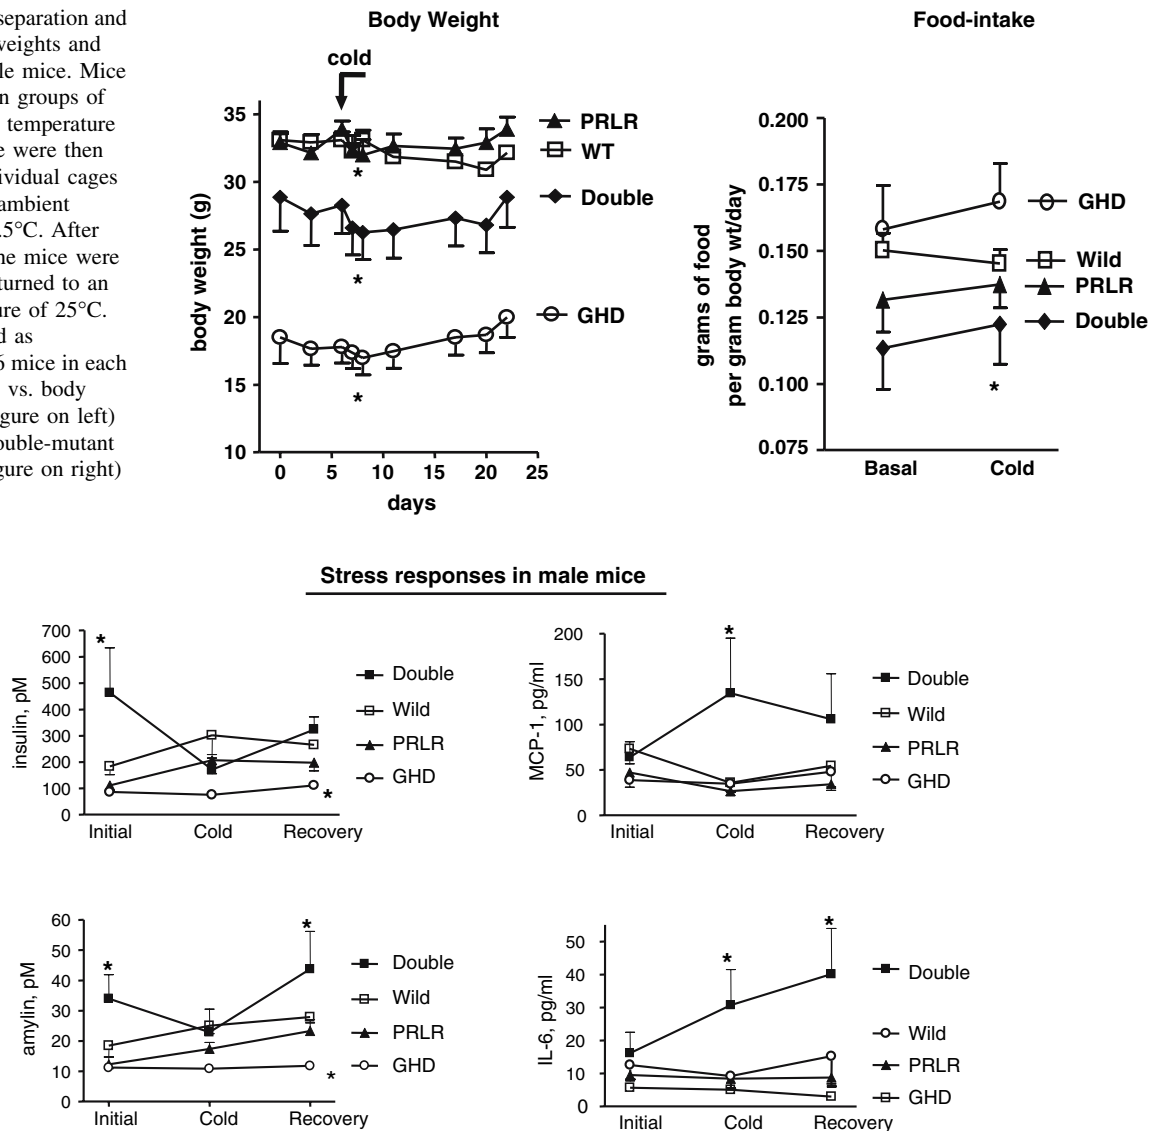 separation and
weights and
le mice. Mice
n groups of
temperature
e were then
ividual cages
ambient
.5°C. After
he mice were
turned to an
ure of 25°C.
d as
6 mice in each
vs. body
gure on left)
ouble-mutant
gure on right)
Body Weight
cold
35
30
25
20
15
10
body weight (g)
0 5 10 15 20 25
days
PRLR
WT
Double
GHD
*
*
*
Food-intake
0.200
0.175
0.150
0.125
0.100
0.075
grams of food
per gram body wt/day
Basal Cold
GHD
Wild
PRLR
Double
*
Stress responses in male mice
700
600
500
400
300
200
100
0
insulin, pM
Initial Cold Recovery
Double
Wild
PRLR
GHD
*
*
200
150
100
50
0
MCP-1, pg/ml
Initial Cold Recovery
Double
Wild
PRLR
GHD
*
60
50
40
30
20
10
0
amylin, pM
Initial Cold Recovery
Double
Wild
PRLR
GHD
*
*
*
50
40
30
20
10
0
IL-6, pg/ml
Initial Cold Recovery
Double
Wild
PRLR
GHD
*
*